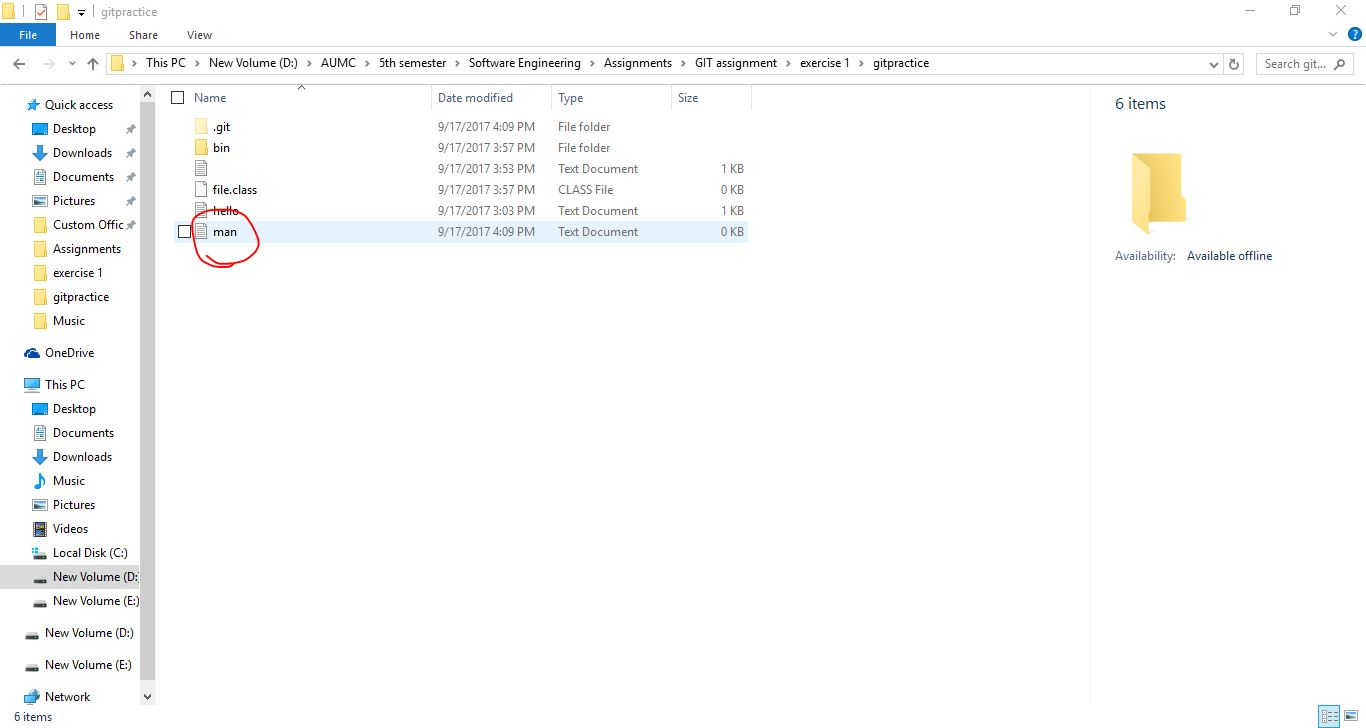 gitpractice
File Home Share View
This PC New Volume (D:) AUMC 5th semester Software Engineering Assignments GIT assignment exercise 1 gitpractice
Search git...
Quick access
Desktop
Downloads
Documents
Pictures
Custom Offic
Assignments
exercise 1
gitpractice
Music
OneDrive
This PC
Desktop
Documents
Downloads
Music
Pictures
Videos
Local Disk (C:)
New Volume (D:
New Volume (E:)
New Volume (D:)
New Volume (E:)
Network
Name Date modified Type Size
.git 9/17/2017 4:09 PM File folder
bin 9/17/2017 3:57 PM File folder
9/17/2017 3:53 PM Text Document 1 KB
file.class 9/17/2017 3:57 PM CLASS File 0 KB
hello 9/17/2017 3:03 PM Text Document 1 KB
man 9/17/2017 4:09 PM Text Document 0 KB
6 items
Availability: Available offline
6 items